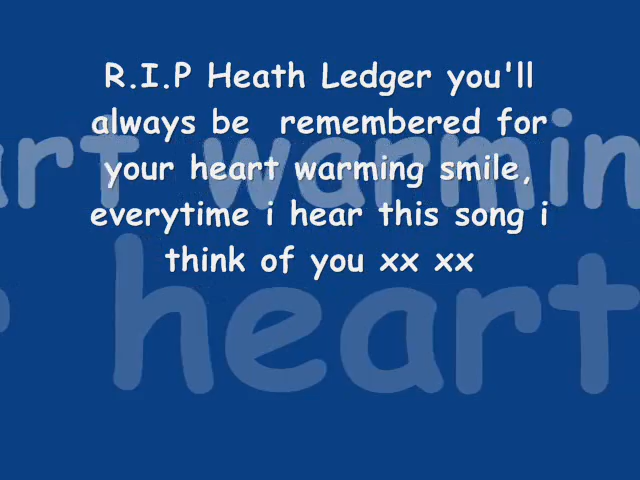 R.I.P Heath Ledger you'll
always be  remembered for
your heart warming smile,
everytime i hear this song i
think of you xx xx
art warmin
r heart